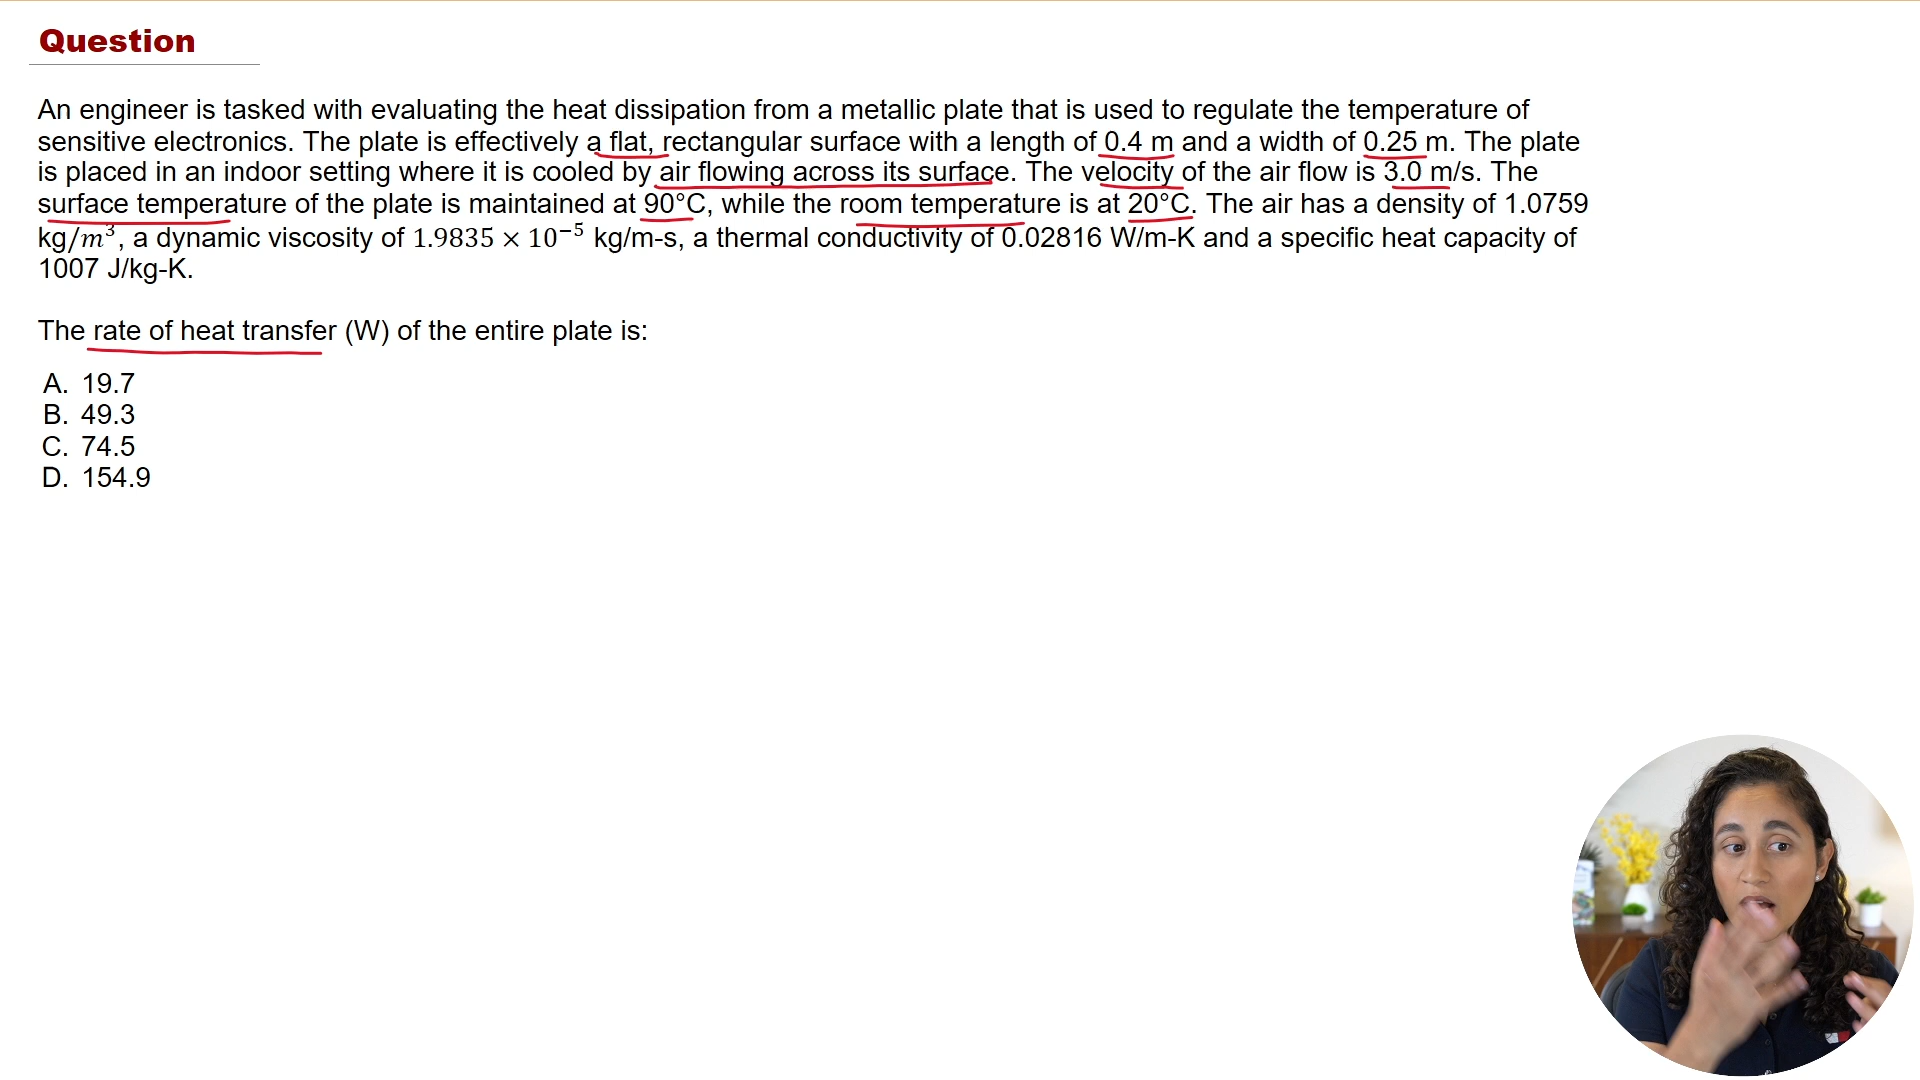 Question
An engineer is tasked with evaluating the heat dissipation from a metallic plate that is used to regulate the temperature of
sensitive electronics. The plate is effectively a flat, rectangular surface with a length of 0.4 m and a width of 0.25 m. The plate
is placed in an indoor setting where it is cooled by air flowing across its surface. The velocity of the air flow is 3.0 m/s. The
surface temperature of the plate is maintained at 90°C, while the room temperature is at 20°C. The air has a density of 1.0759
kg/m³, a dynamic viscosity of 1.9835 × 10⁻⁵ kg/m-s, a thermal conductivity of 0.02816 W/m-K and a specific heat capacity of
1007 J/kg-K.
The rate of heat transfer (W) of the entire plate is:
A. 19.7
B. 49.3
C. 74.5
D. 154.9